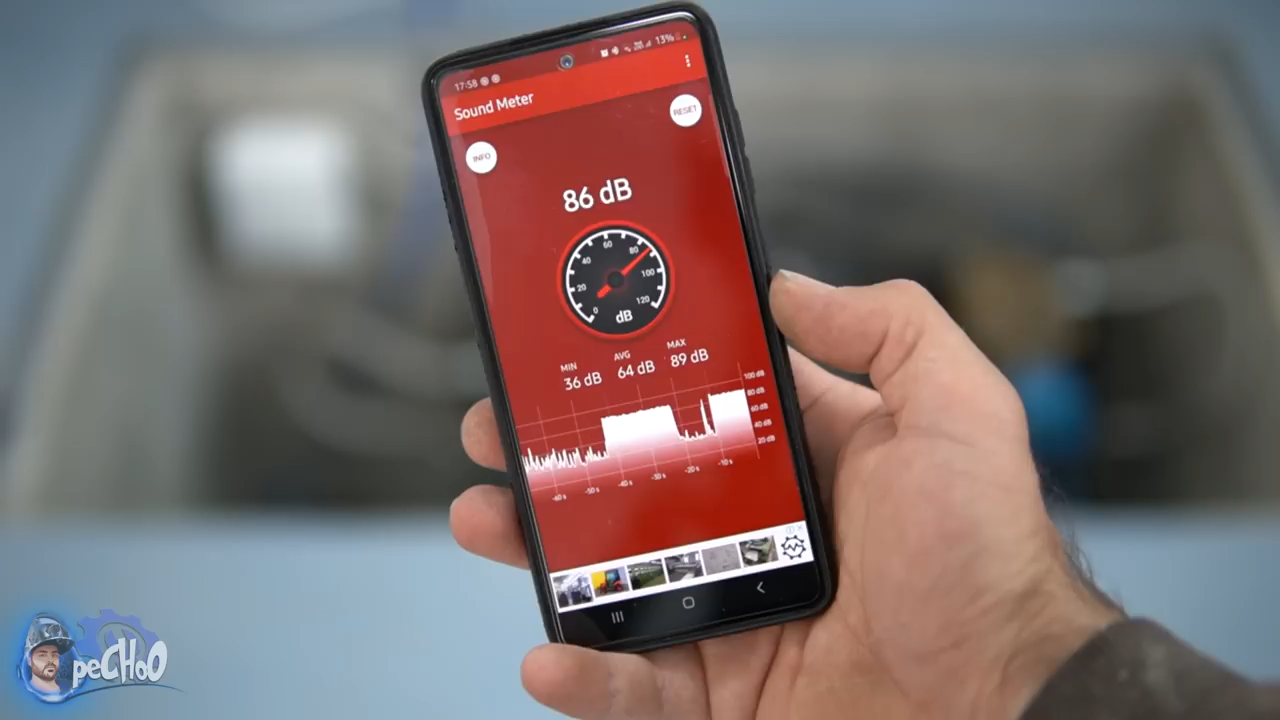 17:58
13%
Sound Meter
RESET
INFO
86 dB
0
20
40
60
80
100
120
dB
MIN
36 dB
AVG
64 dB
MAX
89 dB
100 dB
80 dB
60 dB
40 dB
20 dB
-60 s
-50 s
-40 s
-30 s
-20 s
-10 s
peCHoO